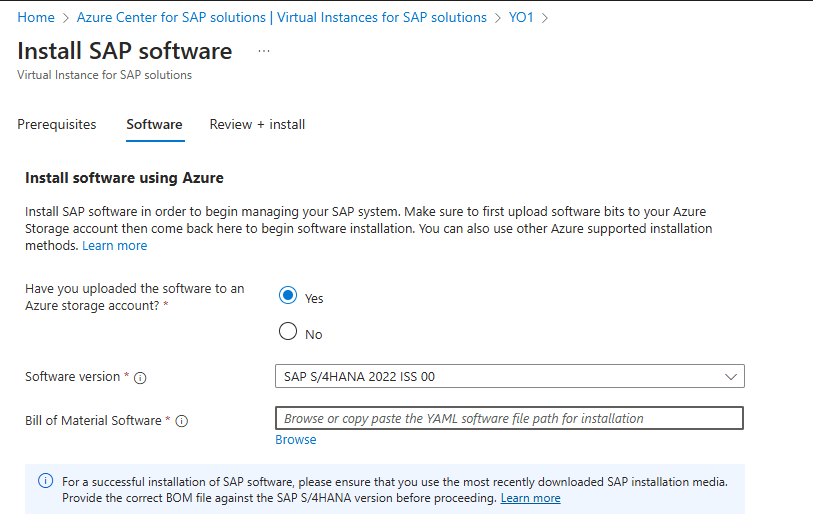 Home > Azure Center for SAP solutions | Virtual Instances for SAP solutions > YO1 >
Install SAP software ...
Virtual Instance for SAP solutions
Prerequisites Software Review + install
Install software using Azure
Install SAP software in order to begin managing your SAP system. Make sure to first upload software bits to your Azure
Storage account then come back here to begin software installation. You can also use other Azure supported installation
methods. Learn more
Have you uploaded the software to an
Azure storage account? *
Yes
No
Software version * SAP S/4HANA 2022 ISS 00
Bill of Material Software * Browse or copy paste the YAML software file path for installation
Browse
For a successful installation of SAP software, please ensure that you use the most recently downloaded SAP installation media.
Provide the correct BOM file against the SAP S/4HANA version before proceeding. Learn more